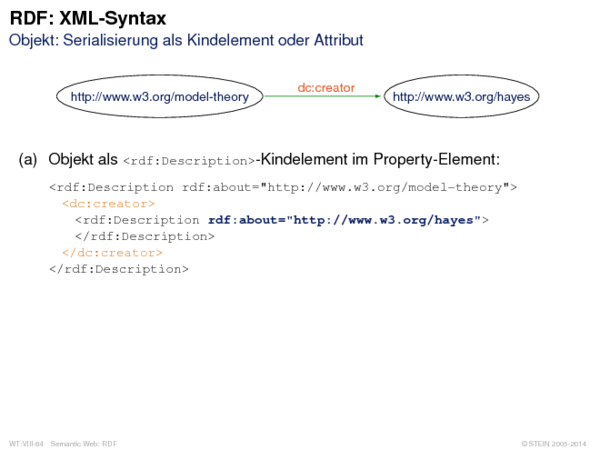 RDF: XML-Syntax
Objekt: Serialisierung als Kindelement oder Attribut
http://www.w3.org/model-theory
dc:creator
http://www.w3.org/hayes
(a) Objekt als <rdf:Description>-Kindelement im Property-Element:
<rdf:Description rdf:about="http://www.w3.org/model-theory">
<dc:creator>
<rdf:Description rdf:about="http://www.w3.org/hayes">
</rdf:Description>
</dc:creator>
</rdf:Description>
WT:VIII-64 Semantic Web: RDF
© STEIN 2005-2014